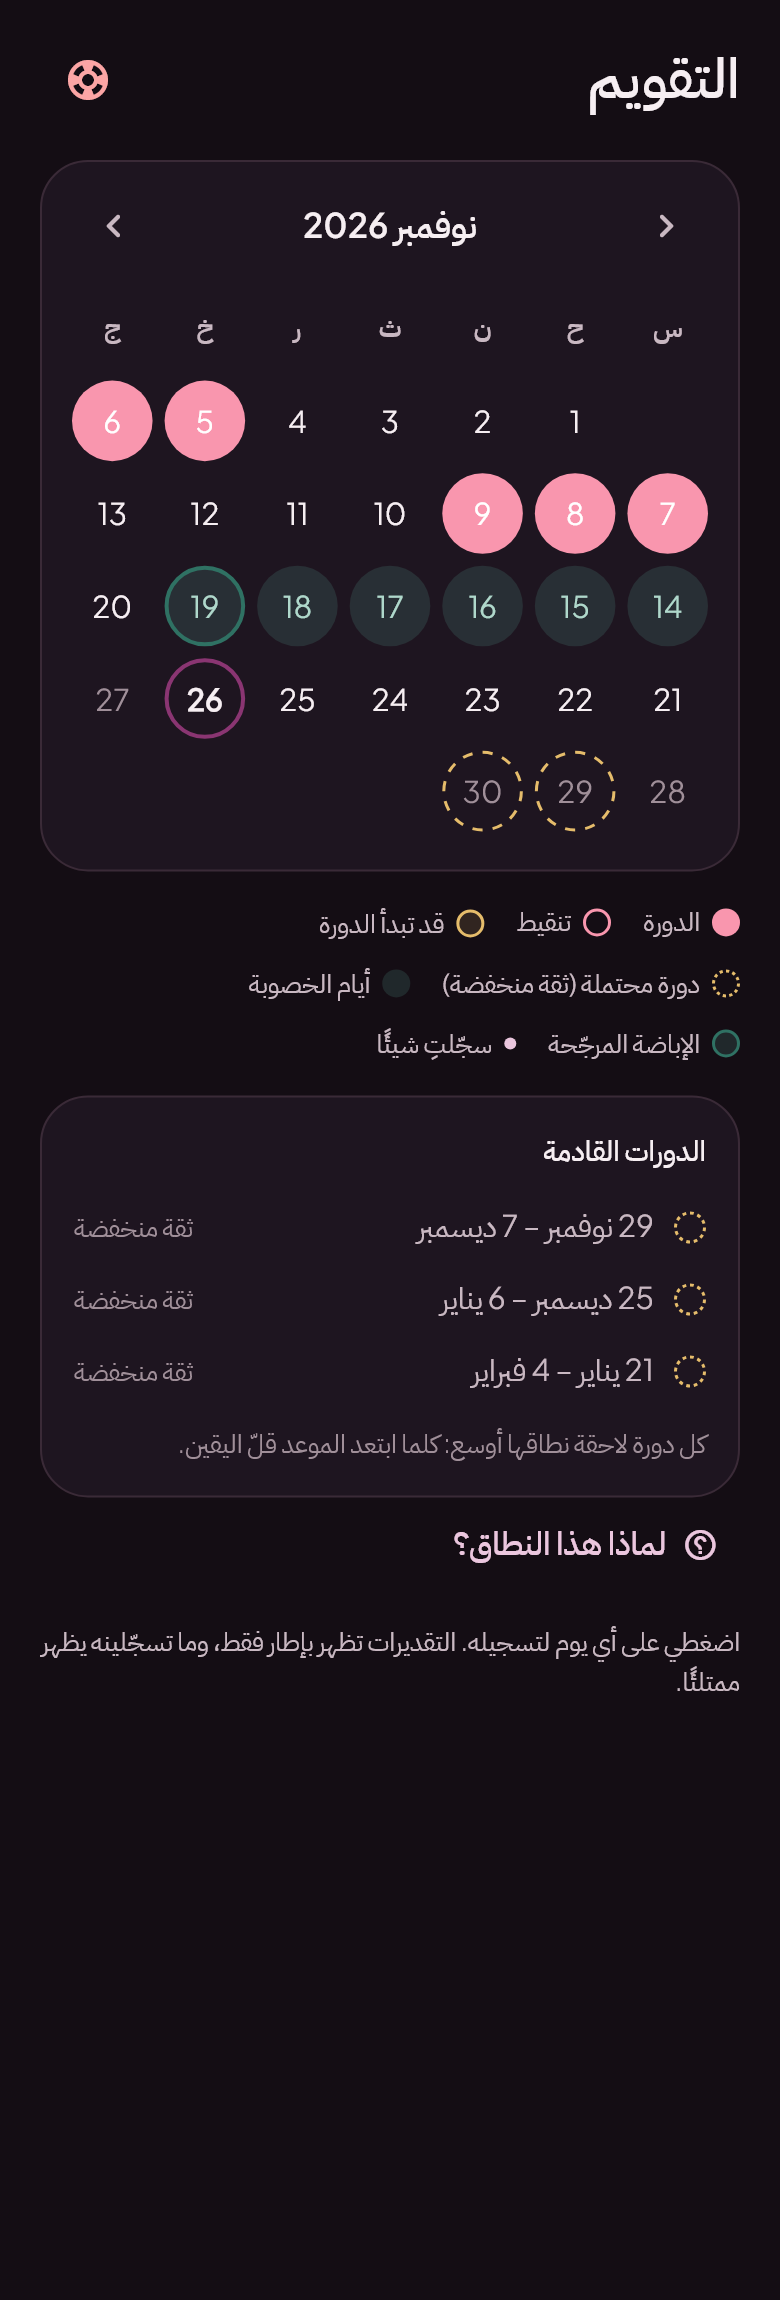 التقويم
نوفمبر 2026
س ح ن ث ر خ ج
1 2 3 4 5 6
7 8 9 10 11 12 13
14 15 16 17 18 19 20
21 22 23 24 25 26 27
28 29 30
الدورة تنقيط قد تبدأ الدورة
دورة محتملة (ثقة منخفضة) أيام الخصوبة
الإباضة المرجّحة سجّلتِ شيئًا
الدورات القادمة
29 نوفمبر – 7 ديسمبر ثقة منخفضة
25 ديسمبر – 6 يناير ثقة منخفضة
21 يناير – 4 فبراير ثقة منخفضة
كل دورة لاحقة نطاقها أوسع: كلما ابتعد الموعد قلّ اليقين.
لماذا هذا النطاق؟
اضغطي على أي يوم لتسجيله. التقديرات تظهر بإطار فقط، وما تسجّلينه يظهر
ممتلئًا.